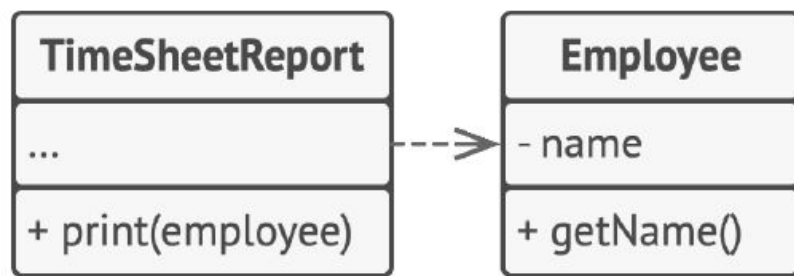 TimeSheetReport
...
+ print(employee)
Employee
- name
+ getName()